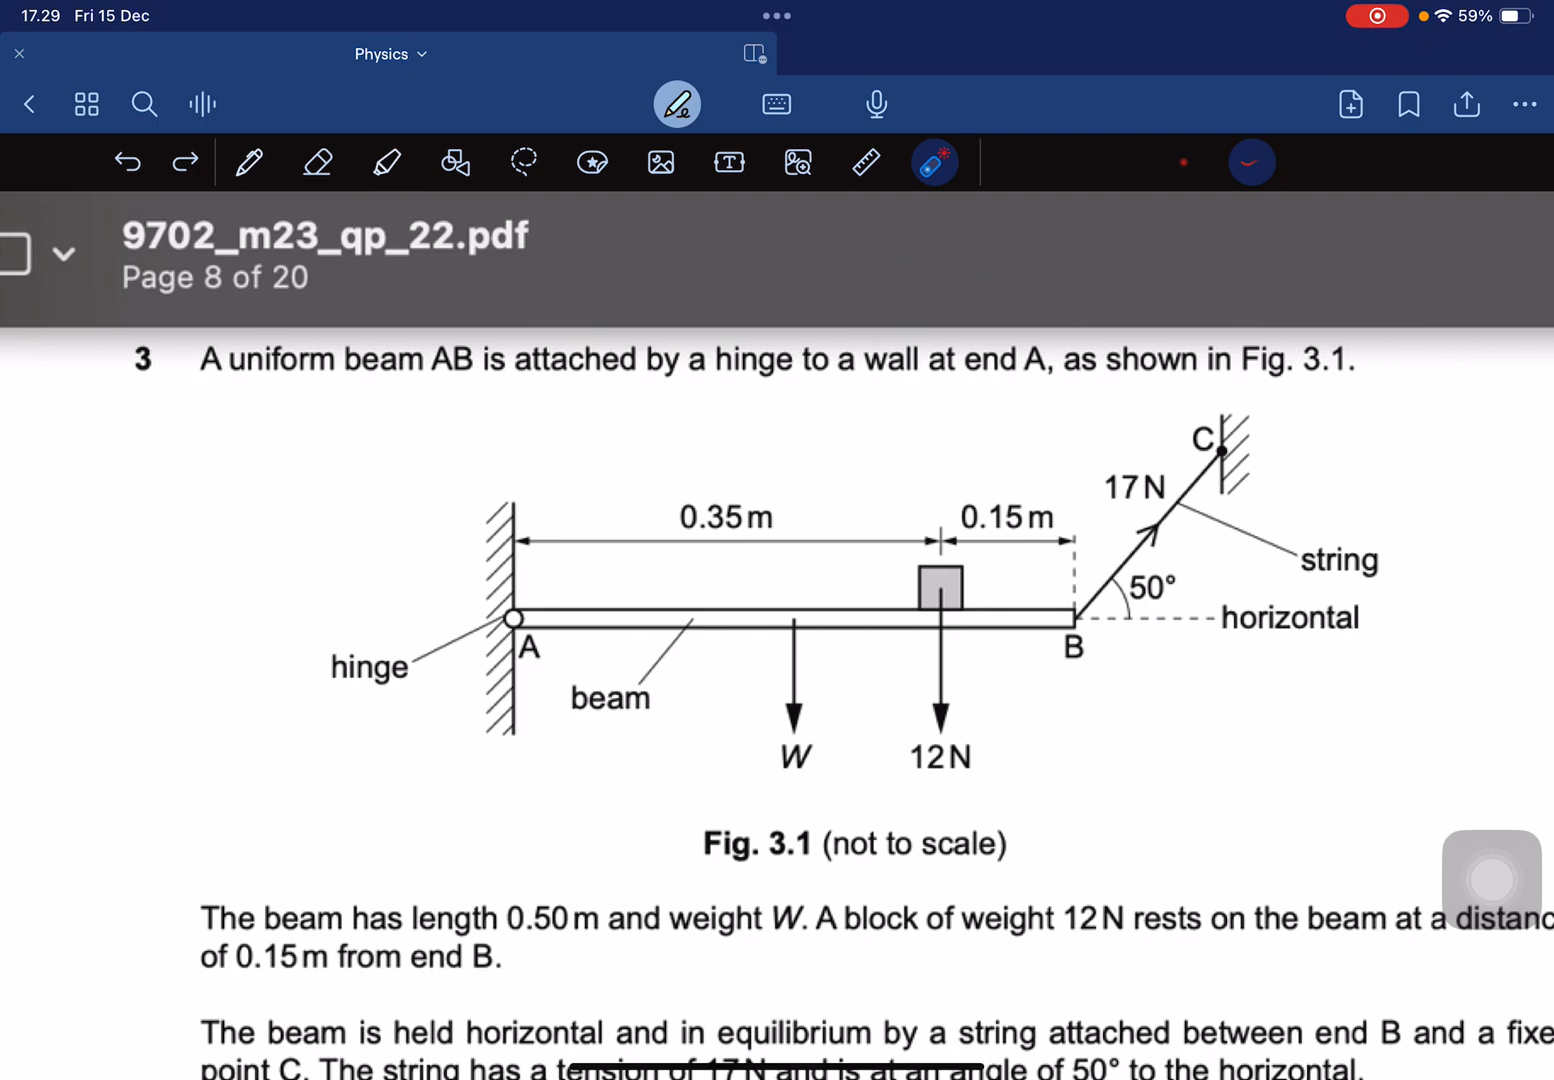 17.29 Fri 15 Dec
59%
Physics
9702_m23_qp_22.pdf
Page 8 of 20
3 A uniform beam AB is attached by a hinge to a wall at end A, as shown in Fig. 3.1.
C
17 N
0.35 m 0.15 m
string
50°
horizontal
A
B
hinge
beam
W
12 N
Fig. 3.1 (not to scale)
The beam has length 0.50 m and weight W. A block of weight 12 N rests on the beam at a distanc
of 0.15 m from end B.
The beam is held horizontal and in equilibrium by a string attached between end B and a fixe
point C. The string has a tension of 17 N and is at an angle of 50° to the horizontal.